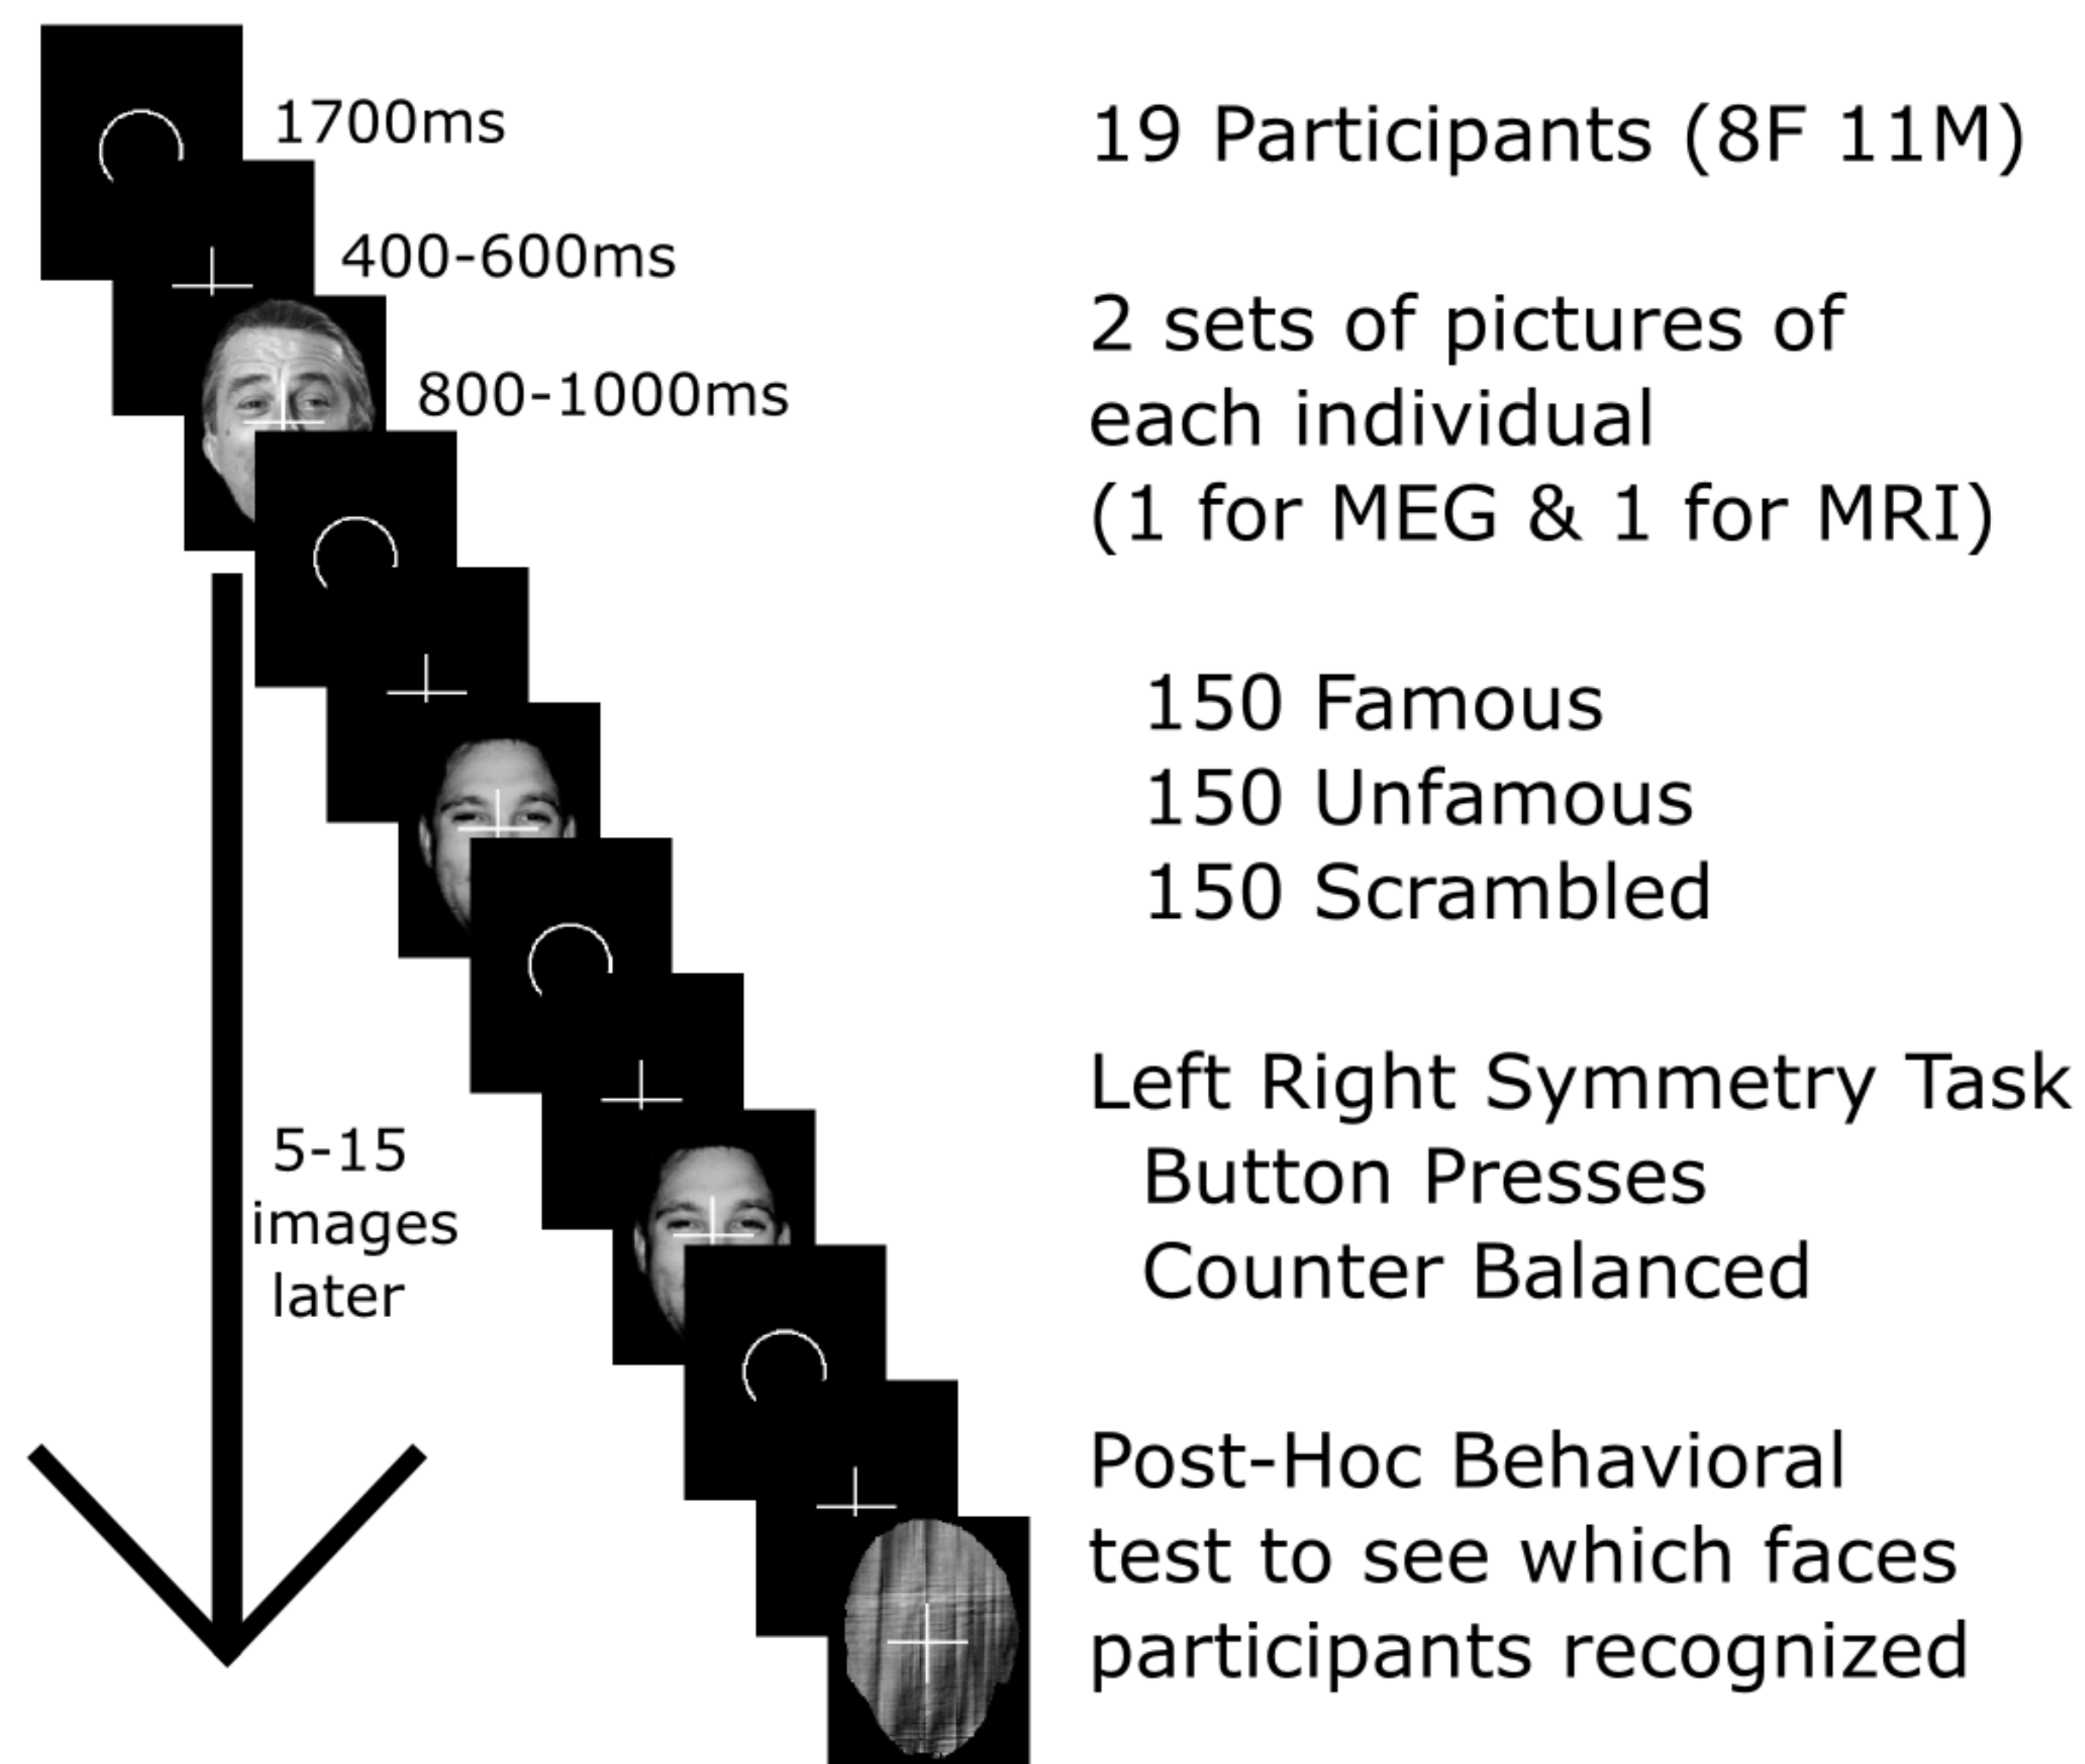 1700ms
400-600ms
800-1000ms
5-15
images
later
19 Participants (8F 11M)
2 sets of pictures of
each individual
(1 for MEG & 1 for MRI)
150 Famous
150 Unfamous
150 Scrambled
Left Right Symmetry Task
Button Presses
Counter Balanced
Post-Hoc Behavioral
test to see which faces
participants recognized